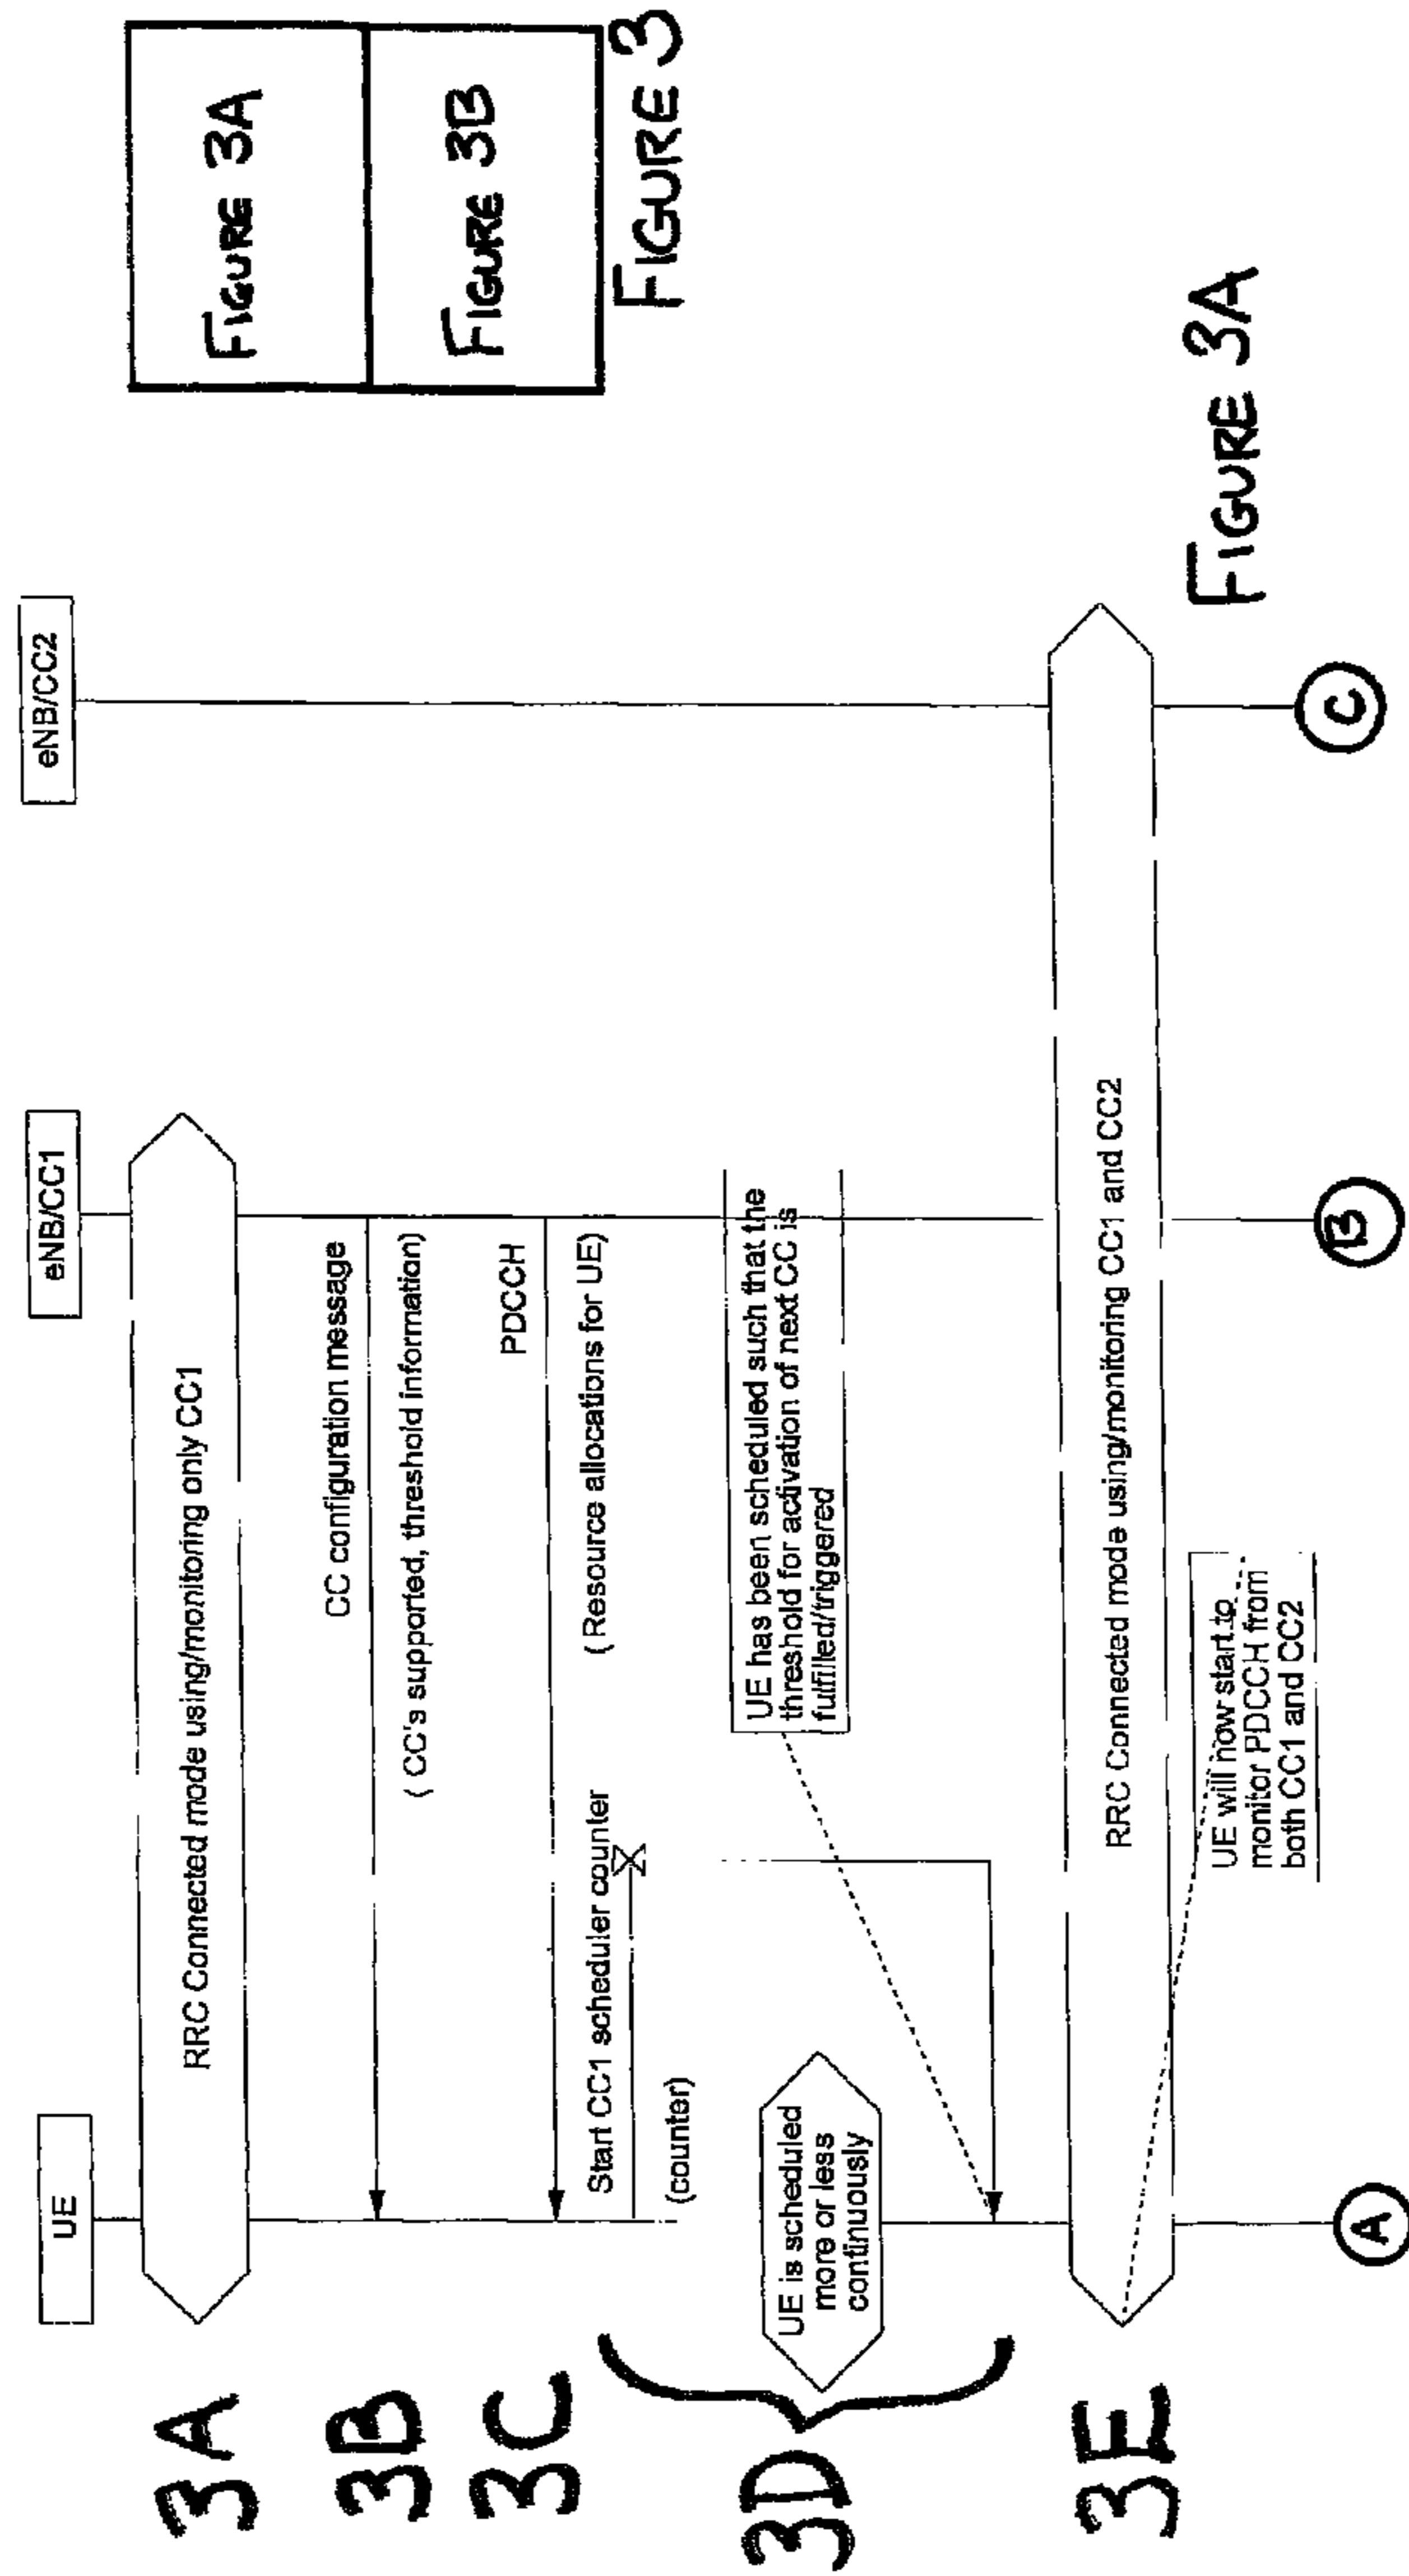 UE
eNB/CC1
eNB/CC2
3A
RRC Connected mode using/monitoring only CC1
3B
CC configuration message
( CC's supported, threshold information)
3C
PDCCH
( Resource allocations for UE)
Start CC1 scheduler counter
(counter)
3D
UE is scheduled
more or less
continuously
UE has been scheduled such that the
threshold for activation of next CC is
fulfilled/triggered
3E
RRC Connected mode using/monitoring CC1 and CC2
UE will now start to
monitor PDCCH from
both CC1 and CC2
A
B
C
FIGURE 3A
FIGURE 3A
FIGURE 3B
FIGURE 3